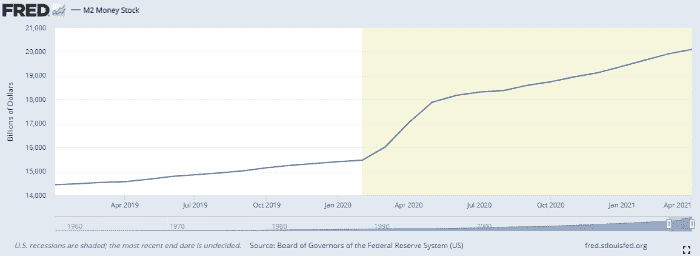 FRED
— M2 Money Stock
21,000
20,000
19,000
18,000
17,000
16,000
15,000
14,000
Billions of Dollars
Apr 2019 Jul 2019 Oct 2019 Jan 2020 Apr 2020 Jul 2020 Oct 2020 Jan 2021 Apr 2021
1960 1970 1980 1990 2000 2010
U.S. recessions are shaded; the most recent end date is undecided. Source: Board of Governors of the Federal Reserve System (US) fred.stlouisfed.org